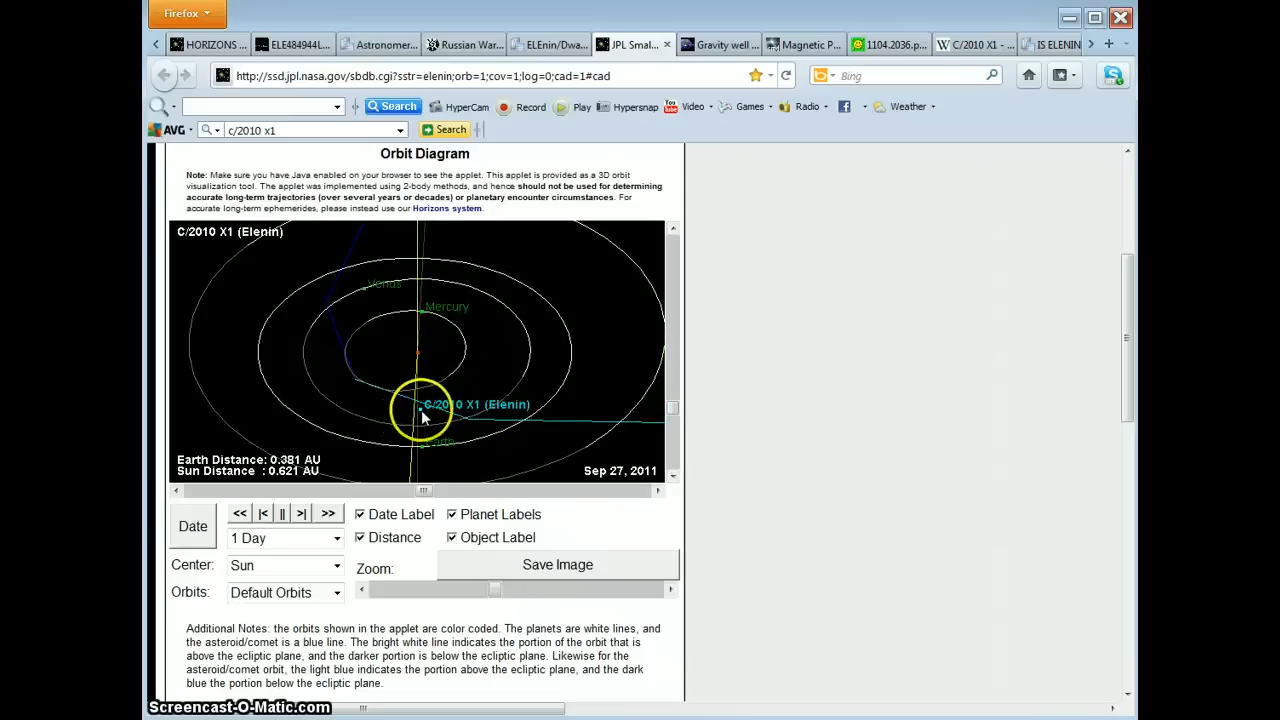 Firefox
HORIZONS ... ELE484944L... Astronomer... Russian War... ELEnin/Dwa... JPL Smal... Gravity well ... Magnetic P... 1104.2036.p... C/2010 X1 - ... IS ELENIN
http://ssd.jpl.nasa.gov/sbdb.cgi?sstr=elenin;orb=1;cov=1;log=0;cad=1#cad
Bing
Search HyperCam Record Play Hypersnap Video Games Radio Weather
AVG c/2010 x1 Search
Orbit Diagram
Note: Make sure you have Java enabled on your browser to see the applet. This applet is provided as a 3D orbit
visualization tool. The applet was implemented using 2-body methods, and hence should not be used for determining
accurate long-term trajectories (over several years or decades) or planetary encounter circumstances. For
accurate long-term ephemerides, please instead use our Horizons system.
C/2010 X1 (Elenin)
Venus
Mercury
C/2010 X1 (Elenin)
Earth
Earth Distance: 0.381 AU
Sun Distance : 0.621 AU
Sep 27, 2011
Date
<< |< || >| >>
1 Day
Date Label Planet Labels
Distance Object Label
Center: Sun
Zoom:
Save Image
Orbits: Default Orbits
Additional Notes: the orbits shown in the applet are color coded. The planets are white lines, and
the asteroid/comet is a blue line. The bright white line indicates the portion of the orbit that is
above the ecliptic plane, and the darker portion is below the ecliptic plane. Likewise for the
asteroid/comet orbit, the light blue indicates the portion above the ecliptic plane, and the dark
blue the portion below the ecliptic plane.
Screencast-O-Matic.com